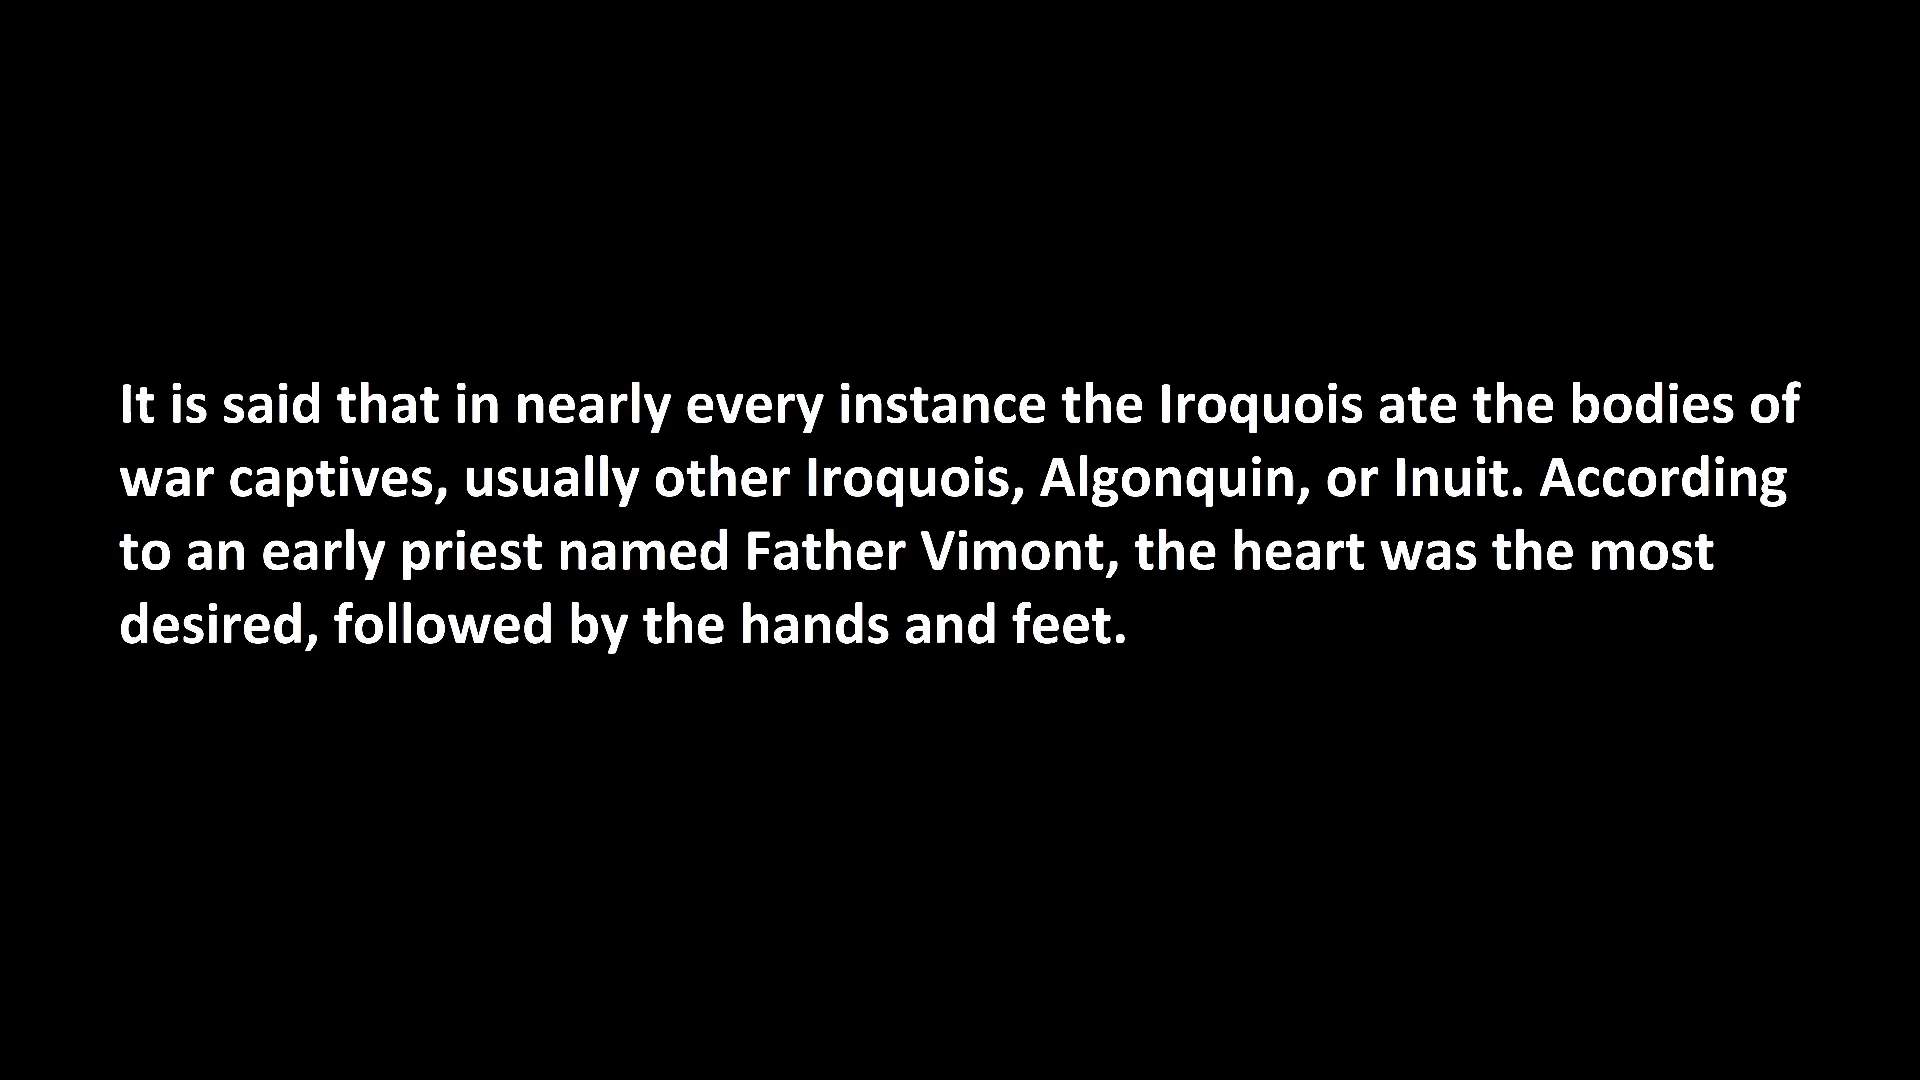 It is said that in nearly every instance the Iroquois ate the bodies of
war captives, usually other Iroquois, Algonquin, or Inuit. According
to an early priest named Father Vimont, the heart was the most
desired, followed by the hands and feet.